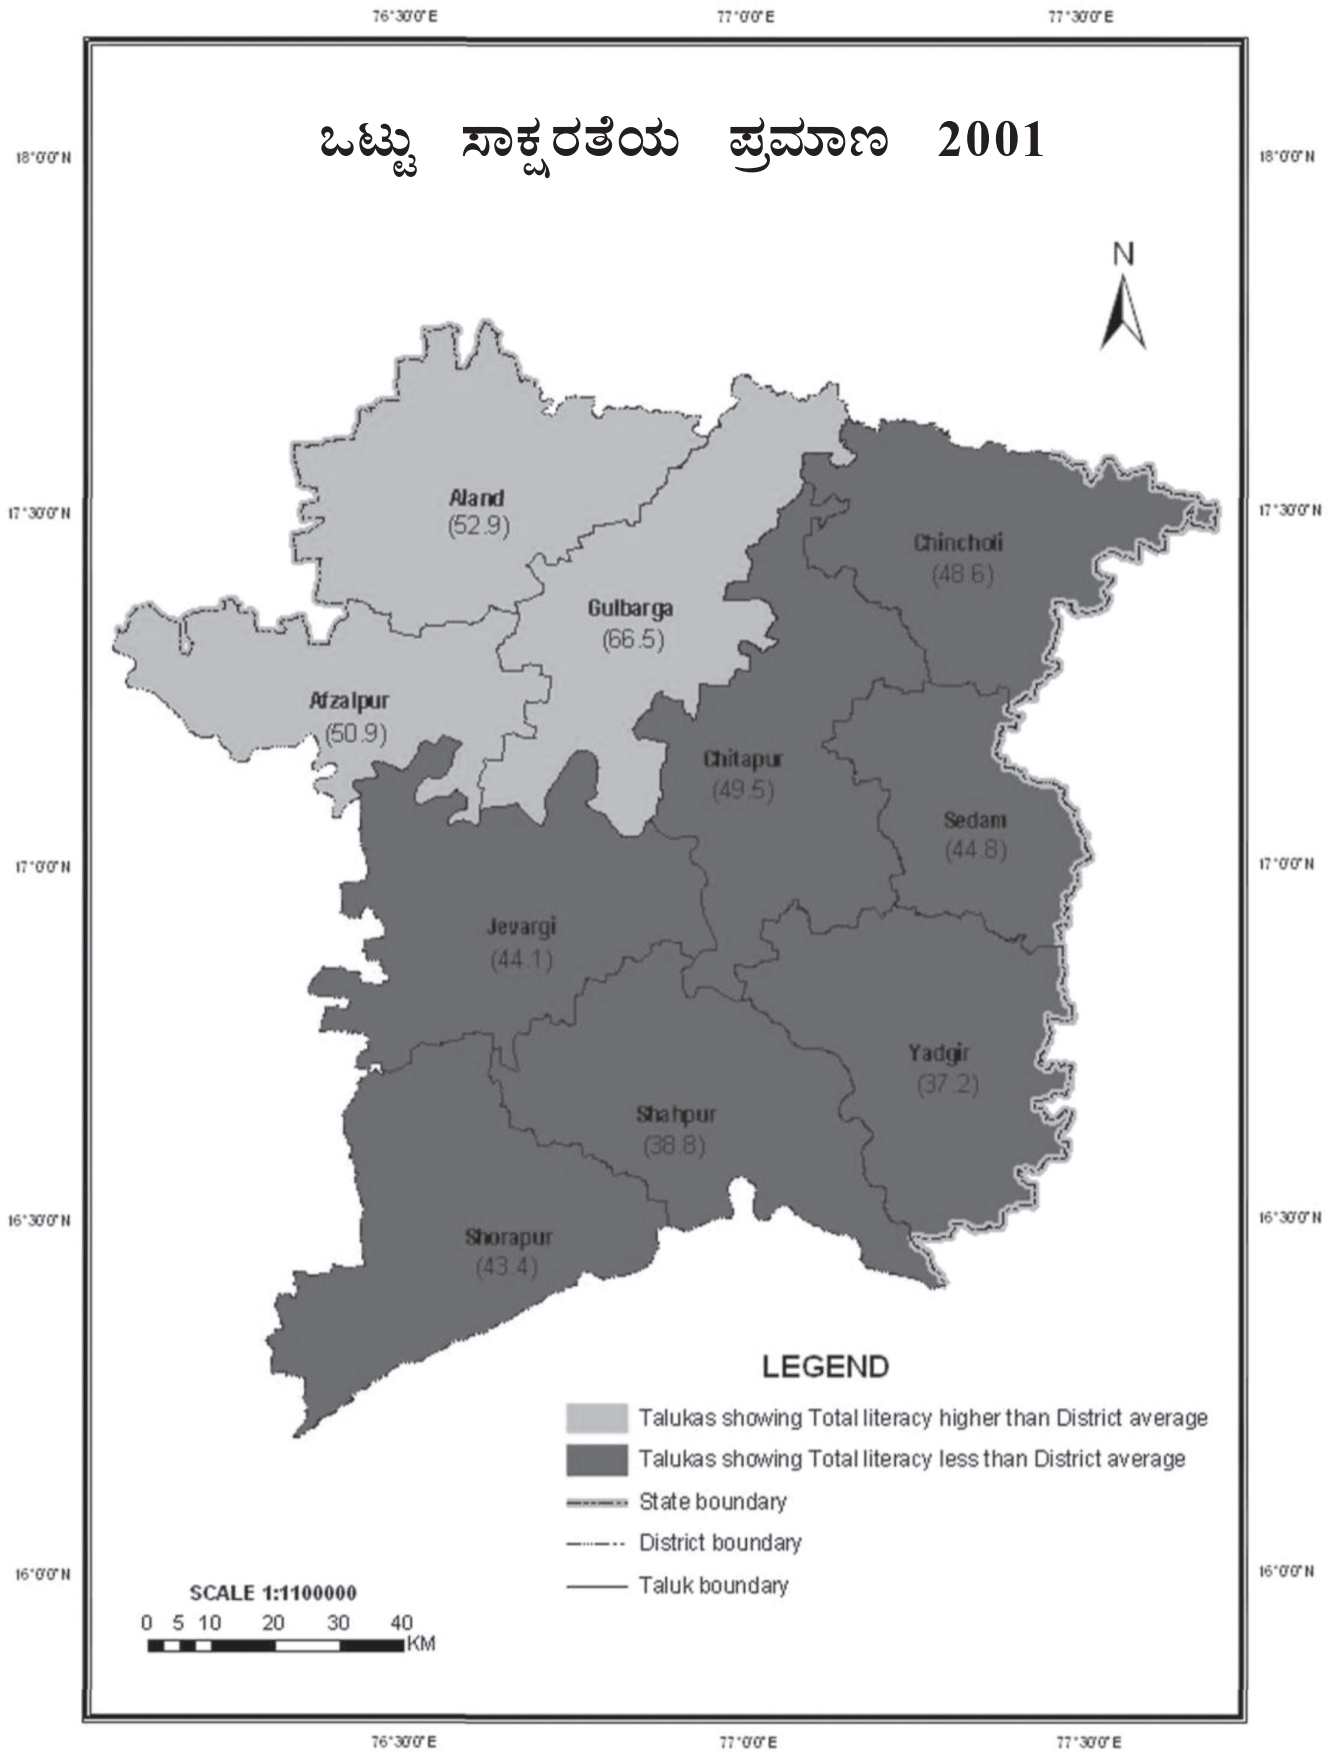 76°30'0"E 77°0'0"E 77°30'0"E
ಒಟ್ಟು ಸಾಕ್ಷರತೆಯ ಪ್ರಮಾಣ 2001
18°0'0"N 18°0'0"N
N
Aland
(52.9)
17°30'0"N 17°30'0"N
Chincholi
(48.6)
Gulbarga
(66.5)
Afzalpur
(50.9)
Chitapur
(49.5)
Sedam
(44.8)
17°0'0"N 17°0'0"N
Jevargi
(44.1)
Yadgir
(37.2)
Shahpur
(38.8)
16°30'0"N 16°30'0"N
Shorapur
(43.4)
LEGEND
Talukas showing Total literacy higher than District average
Talukas showing Total literacy less than District average
State boundary
District boundary
Taluk boundary
16°0'0"N 16°0'0"N
SCALE 1:1100000
0 5 10 20 30 40
KM
76°30'0"E 77°0'0"E 77°30'0"E